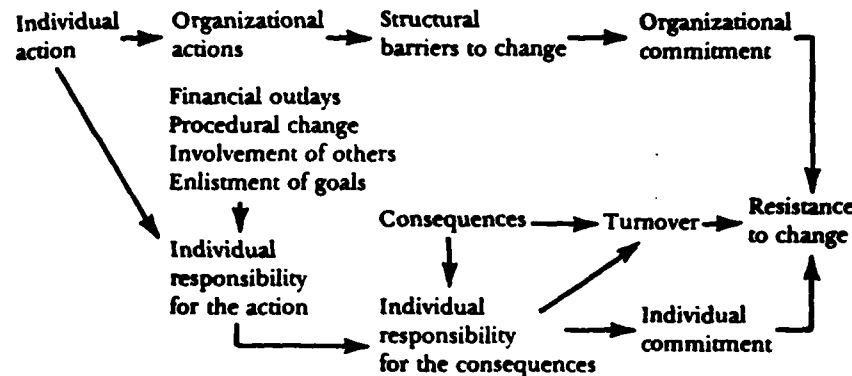 Individual
action
Organizational
actions
Structural
barriers to change
Organizational
commitment
Financial outlays
Procedural change
Involvement of others
Enlistment of goals
Consequences
Turnover
Resistance
to change
Individual
responsibility
for the action
Individual
responsibility
for the consequences
Individual
commitment